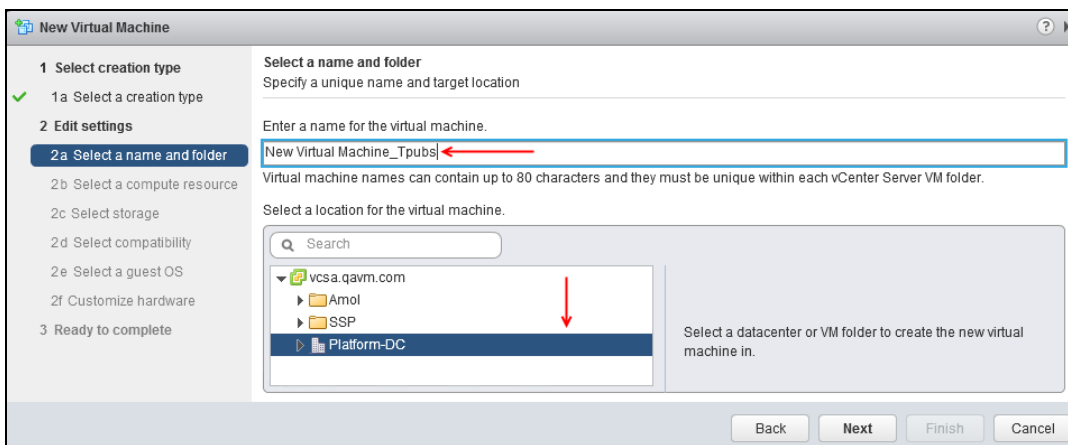 New Virtual Machine
?
1 Select creation type
1a Select a creation type
2 Edit settings
2a Select a name and folder
2b Select a compute resource
2c Select storage
2d Select compatibility
2e Select a guest OS
2f Customize hardware
3 Ready to complete
Select a name and folder
Specify a unique name and target location
Enter a name for the virtual machine.
New Virtual Machine_Tpubs
Virtual machine names can contain up to 80 characters and they must be unique within each vCenter Server VM folder.
Select a location for the virtual machine.
Search
vcsa.qavm.com
Amol
SSP
Platform-DC
Select a datacenter or VM folder to create the new virtual
machine in.
Back
Next
Finish
Cancel